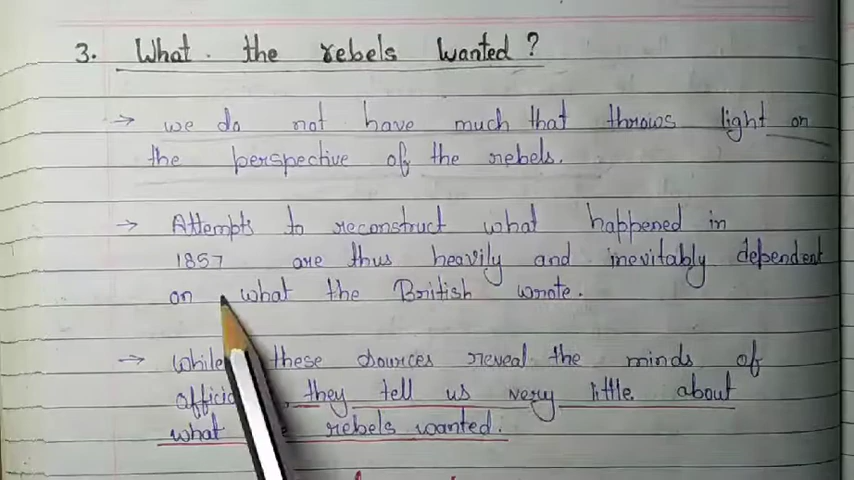 3. What the rebels wanted?
→ we do not have much that throws light on
the perspective of the rebels.
→ Attempts to reconstruct what happened in
1857 are thus heavily and inevitably dependent
on what the British wrote.
→ While these sources reveal the minds of
they tell us very little about
what rebels wanted.